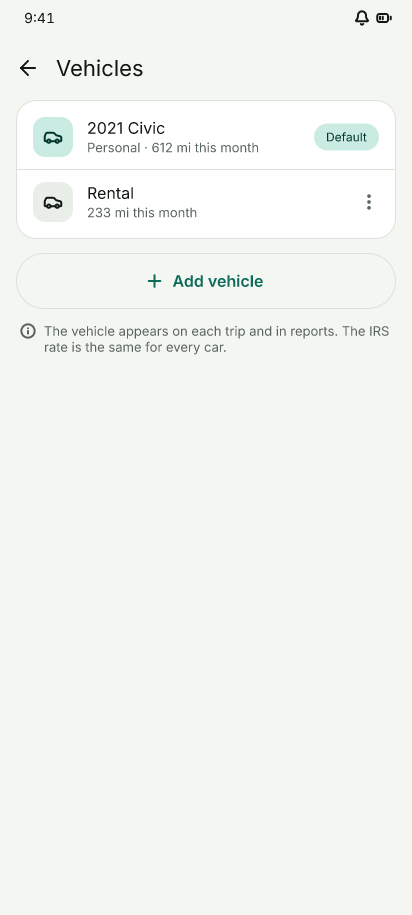 9:41
Vehicles
2021 Civic
Personal · 612 mi this month
Default
Rental
233 mi this month
Add vehicle
The vehicle appears on each trip and in reports. The IRS
rate is the same for every car.